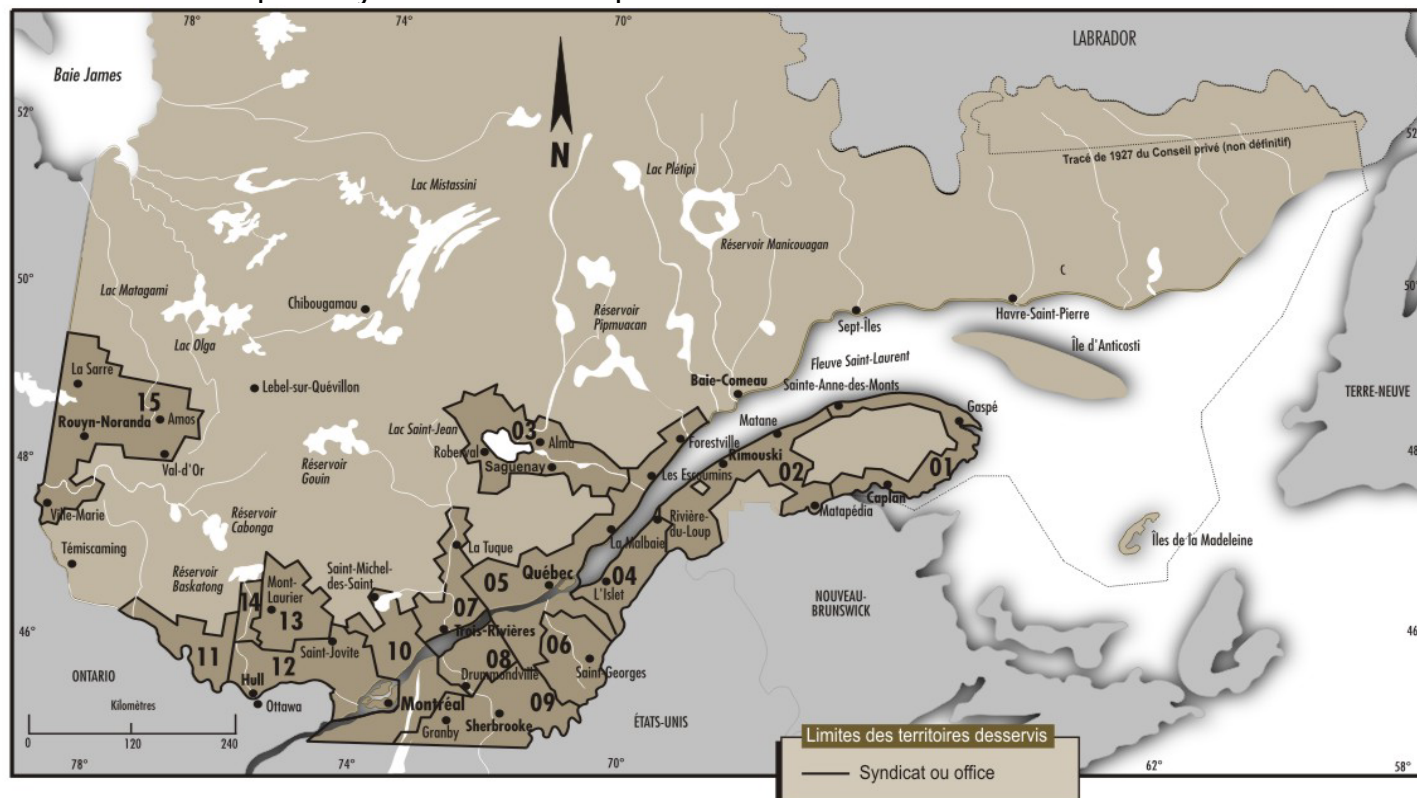 78°
74°
70°
LABRADOR
Baie James
52°
52°
N
Tracé de 1927 du Conseil privé (non définitif)
Lac Plétipi
Lac Mistassini
Réservoir Manicouagan
50°
C
Lac Matagami
50°
Chibougamau
Havre-Saint-Pierre
Réservoir
Pipmuacan
Sept-Îles
Lac Olga
Île d'Anticosti
Fleuve Saint-Laurent
La Sarre
Lebel-sur-Quévillon
Baie-Comeau
Sainte-Anne-des-Monts
TERRE-NEUVE
15
Rouyn-Noranda
Amos
Lac Saint-Jean
03
Alma
Matane
Gaspé
Forestville
Roberval
Rimouski
48°
48
Val-d'Or
Saguenay
Réservoir
Gouin
Les Escoumins
02
01
Caplan
Ville-Marie
Matapédia
Réservoir
Cabonga
Rivière-
du-Loup
La Malbaie
Îles de la Madeleine
Témiscaming
La Tuque
Saint-Michel-
des-Saint
Réservoir
Baskatong
05
Québec
04
L'Islet
Mont-
Laurier
14
13
07
NOUVEAU-
BRUNSWICK
46°
46
Trois-Rivières
Saint-Jovite
10
06
11
12
08
Saint-Georges
ONTARIO
Hull
Drummondville
Ottawa
09
Kilomètres
Montréal
Granby
Sherbrooke
ÉTATS-UNIS
0
120
240
Limites des territoires desservis
Syndicat ou office
78°
74°
70°
62°
58°